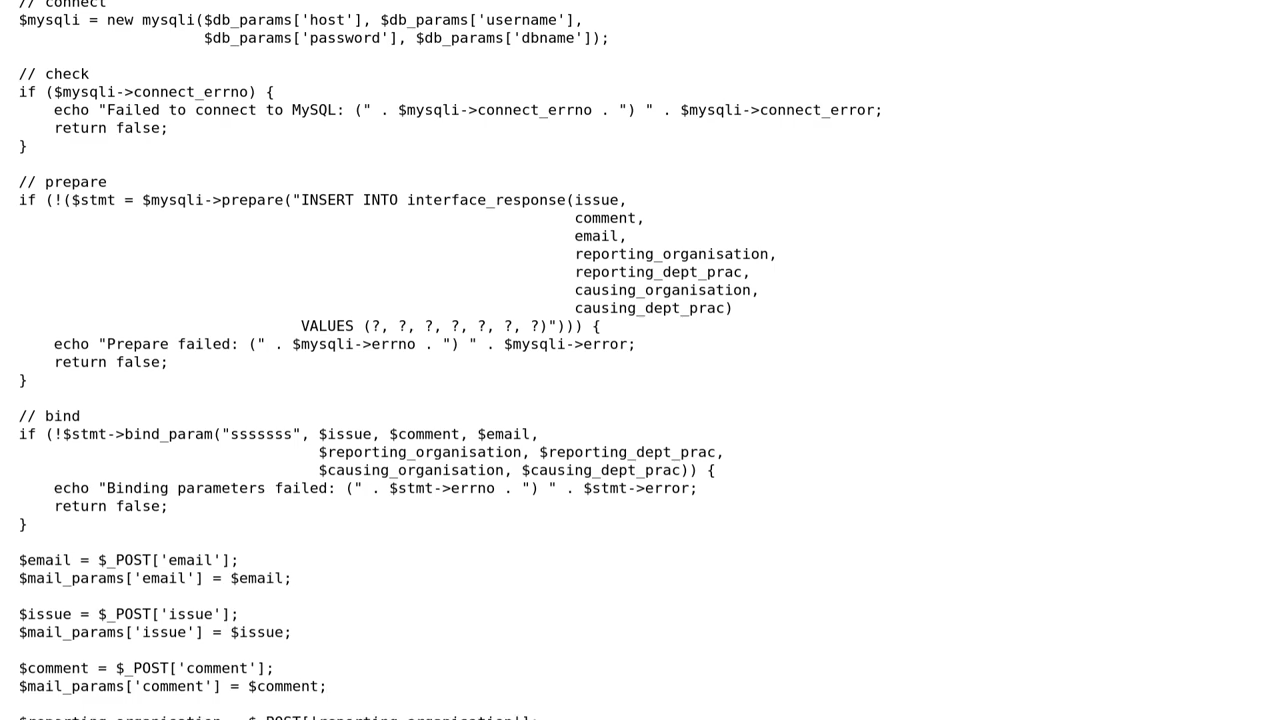 // connect
$mysqli = new mysqli($db_params['host'], $db_params['username'],
                     $db_params['password'], $db_params['dbname']);

// check
if ($mysqli->connect_errno) {
    echo "Failed to connect to MySQL: (" . $mysqli->connect_errno . ") " . $mysqli->connect_error;
    return false;
}

// prepare
if (!($stmt = $mysqli->prepare("INSERT INTO interface_response(issue,
                                                               comment,
                                                               email,
                                                               reporting_organisation,
                                                               reporting_dept_prac,
                                                               causing_organisation,
                                                               causing_dept_prac)
                                VALUES (?, ?, ?, ?, ?, ?, ?)"))) {
    echo "Prepare failed: (" . $mysqli->errno . ") " . $mysqli->error;
    return false;
}

// bind
if (!$stmt->bind_param("sssssss", $issue, $comment, $email,
                                  $reporting_organisation, $reporting_dept_prac,
                                  $causing_organisation, $causing_dept_prac)) {
    echo "Binding parameters failed: (" . $stmt->errno . ") " . $stmt->error;
    return false;
}

$email = $_POST['email'];
$mail_params['email'] = $email;

$issue = $_POST['issue'];
$mail_params['issue'] = $issue;

$comment = $_POST['comment'];
$mail_params['comment'] = $comment;

$reporting_organisation = $_POST['reporting_organisation'];